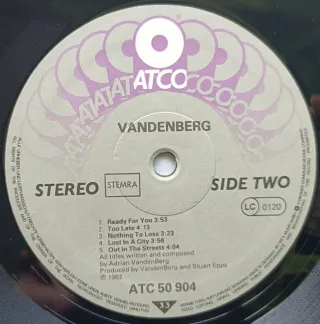 ATCO
VANDENBERG
STEREO
STEMRA
SIDE TWO
LC 0120
1. Ready For You 3:53
2. Too Late 4:13
3. Nothing To Lose 3:23
4. Lost In A City 3:56
5. Out In The Streets 4:04
All titles written and composed
by Adrian VandenBerg
Produced by VandenBerg and Stuart Epps
℗ 1982
ATC 50 904
33